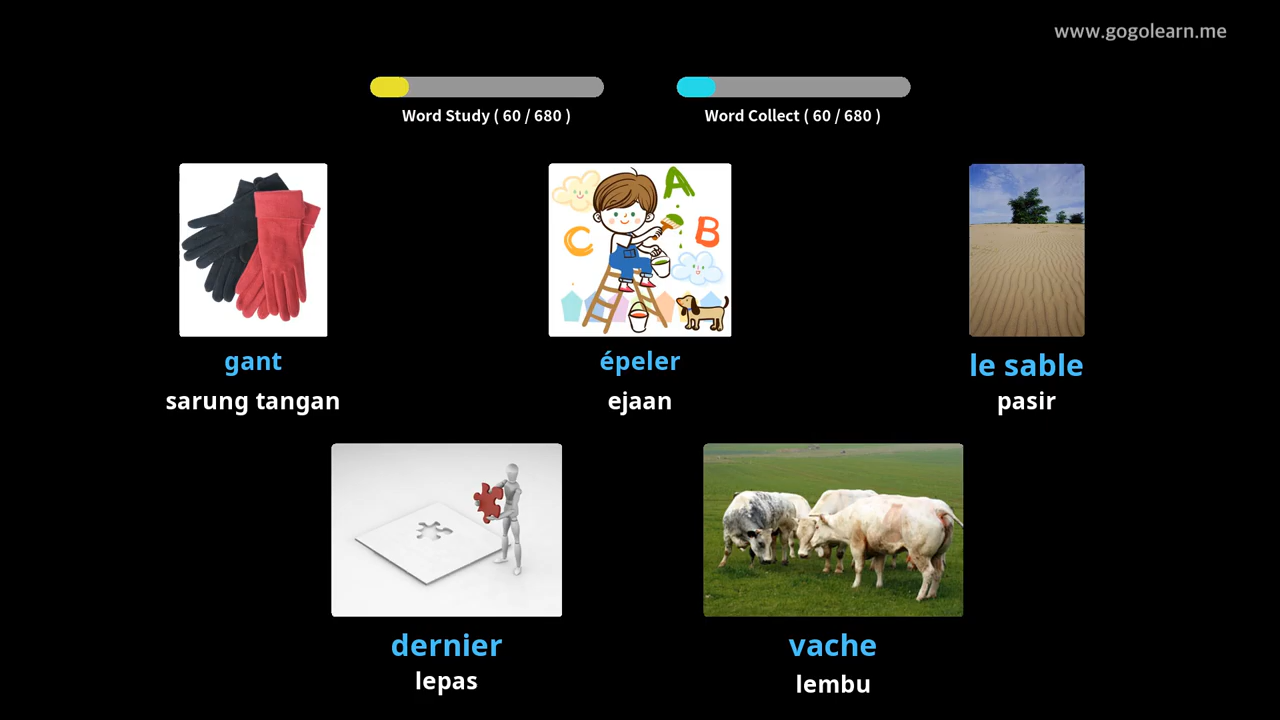 www.gogolearn.me
Word Study ( 60 / 680 )
Word Collect ( 60 / 680 )
A
B
C
gant
sarung tangan
épeler
ejaan
le sable
pasir
dernier
lepas
vache
lembu